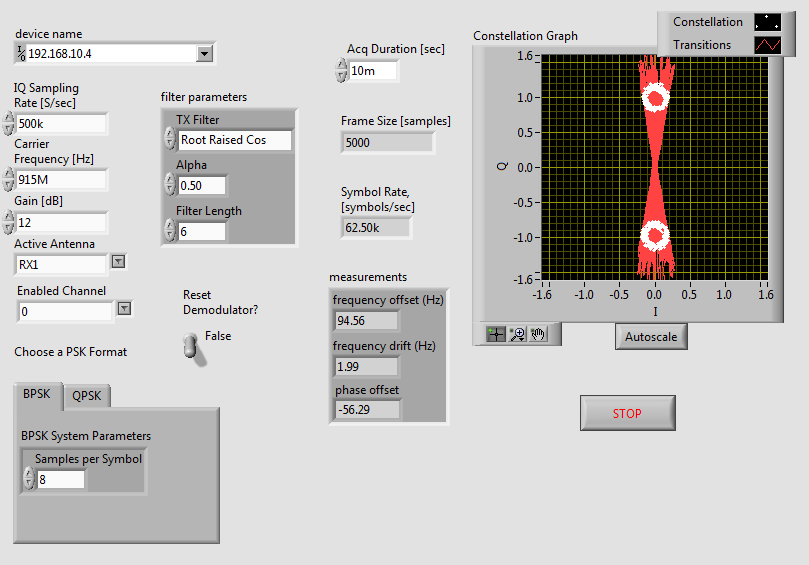 device name
192.168.10.4
IQ Sampling
Rate [S/sec]
500k
Carrier
Frequency [Hz]
915M
Gain [dB]
12
Active Antenna
RX1
Enabled Channel
0
Choose a PSK Format
BPSK
QPSK
BPSK System Parameters
Samples per Symbol
8
filter parameters
TX Filter
Root Raised Cos
Alpha
0.50
Filter Length
6
Reset
Demodulator?
False
Acq Duration [sec]
10m
Frame Size [samples]
5000
Symbol Rate,
[symbols/sec]
62.50k
measurements
frequency offset (Hz)
94.56
frequency drift (Hz)
1.99
phase offset
-56.29
Constellation Graph
Constellation
Transitions
1.6
1.0
0.5
0.0
-0.5
-1.0
-1.6
Q
-1.6 -1.0 -0.5 0.0 0.5 1.0 1.6
I
Autoscale
STOP